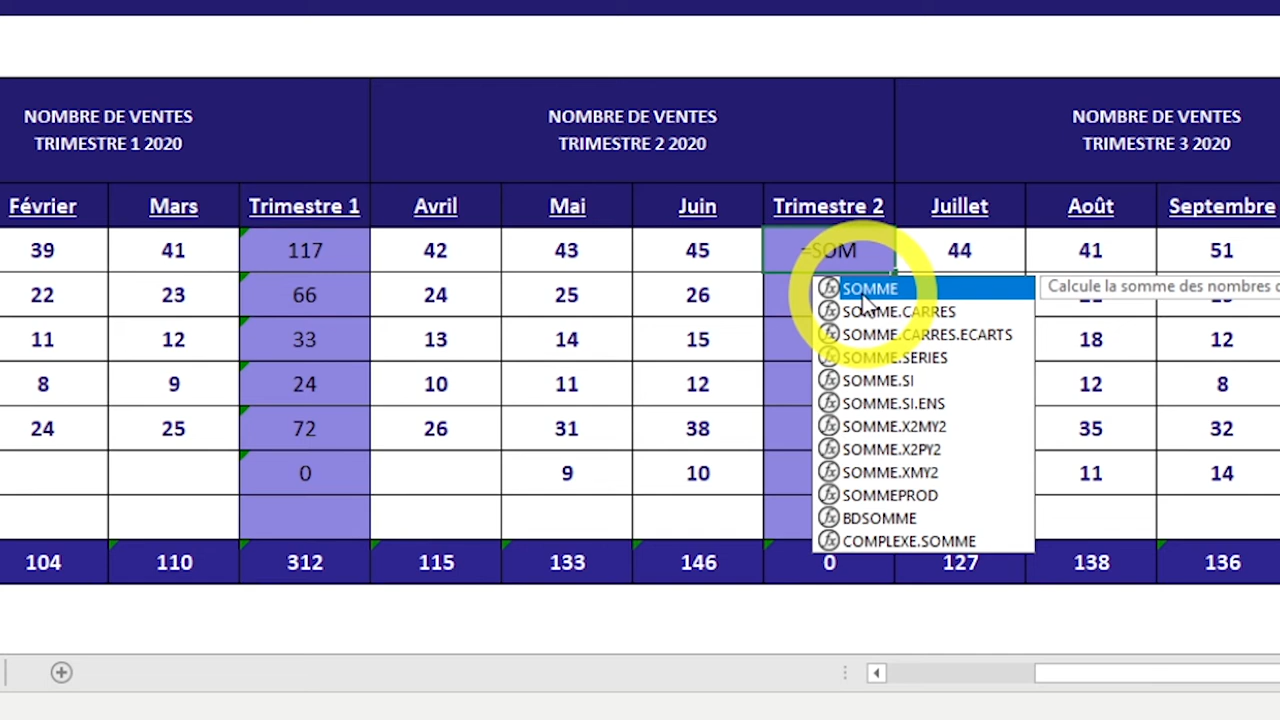 NOMBRE DE VENTES
TRIMESTRE 1 2020
NOMBRE DE VENTES
TRIMESTRE 2 2020
NOMBRE DE VENTES
TRIMESTRE 3 2020
Février Mars Trimestre 1 Avril Mai Juin Trimestre 2 Juillet Août Septembre
39 41 117 42 43 45 =SOM 44 41 51
22 23 66 24 25 26
11 12 33 13 14 15 18 12
8 9 24 10 11 12 12 8
24 25 72 26 31 38 35 32
0 9 10 11 14
104 110 312 115 133 146 0 127 138 136
SOMME
Calcule la somme des nombres
SOMME.CARRES
SOMME.CARRES.ECARTS
SOMME.SERIES
SOMME.SI
SOMME.SI.ENS
SOMME.X2MY2
SOMME.X2PY2
SOMME.XMY2
SOMMEPROD
BDSOMME
COMPLEXE.SOMME